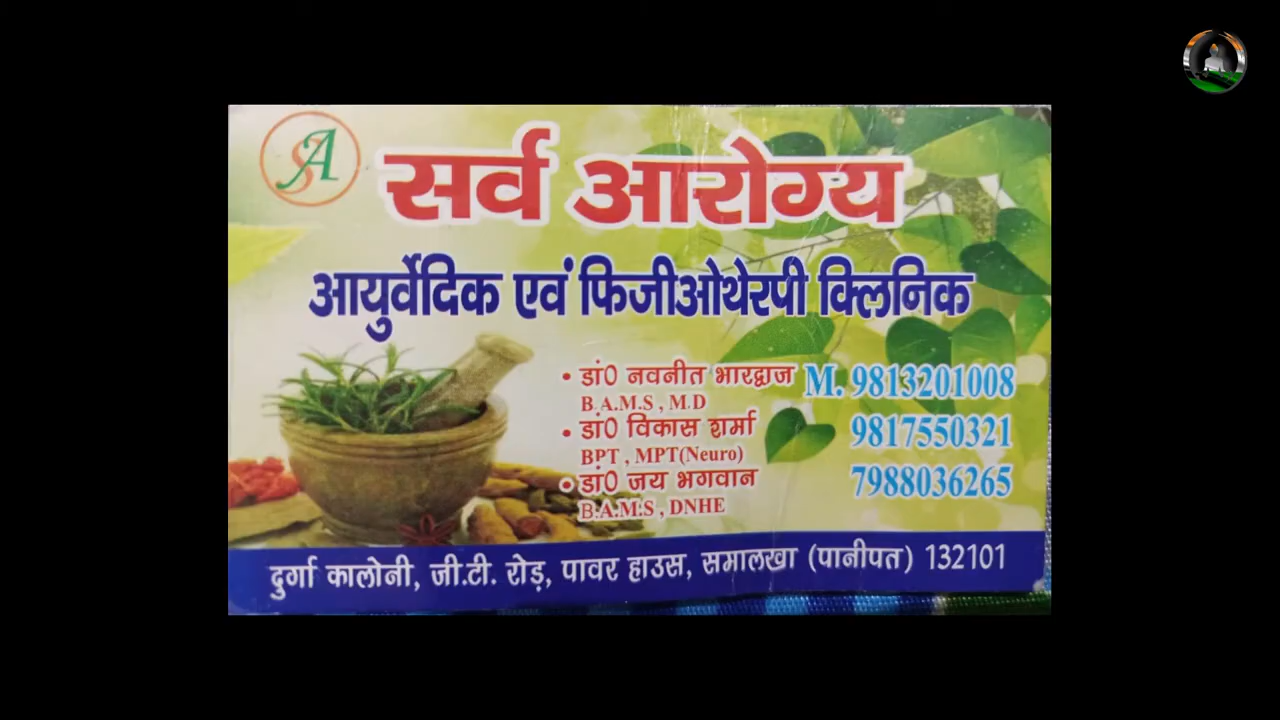 SA
सर्व आरोग्य
आयुर्वेदिक एवं फिजीओथेरपी क्लिनिक
• डां0 नवनीत भारद्वाज M. 9813201008
B.A.M.S , M.D
• डां0 विकास शर्मा 9817550321
BPT , MPT(Neuro)
• डां0 जय भगवान 7988036265
B.A.M.S , DNHE
दुर्गा कालोनी, जी.टी. रोड़, पावर हाउस, समालखा (पानीपत) 132101